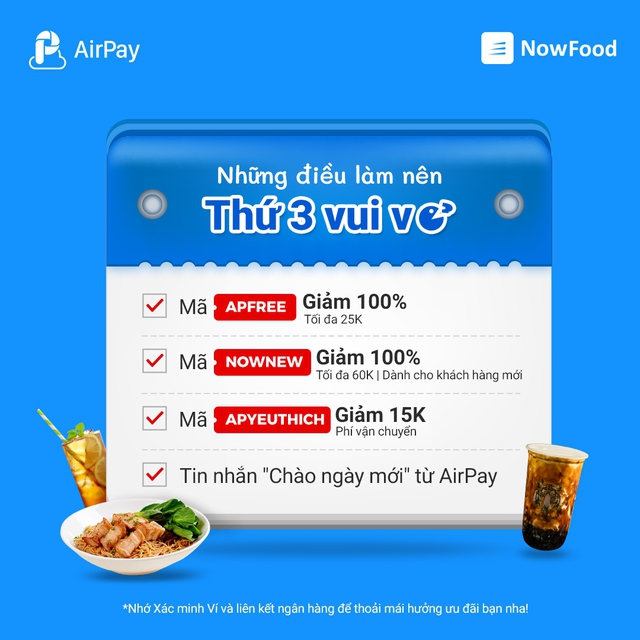 AirPay
NowFood
Những điều làm nên
Thứ 3 vui vẻ
Mã APFREE Giảm 100%
Tối đa 25K
Mã NOWNEW Giảm 100%
Tối đa 60K | Dành cho khách hàng mới
Mã APYEUTHICH Giảm 15K
Phí vận chuyển
Tin nhắn "Chào ngày mới" từ AirPay
*Nhớ Xác minh Ví và liên kết ngân hàng để thoải mái hưởng ưu đãi bạn nha!